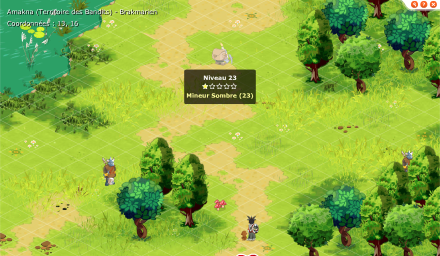 Amakna (Territoire des Bandits) - Brakmarien
Coordonnées : 13, 16
Niveau 23
Mineur Sombre (23)